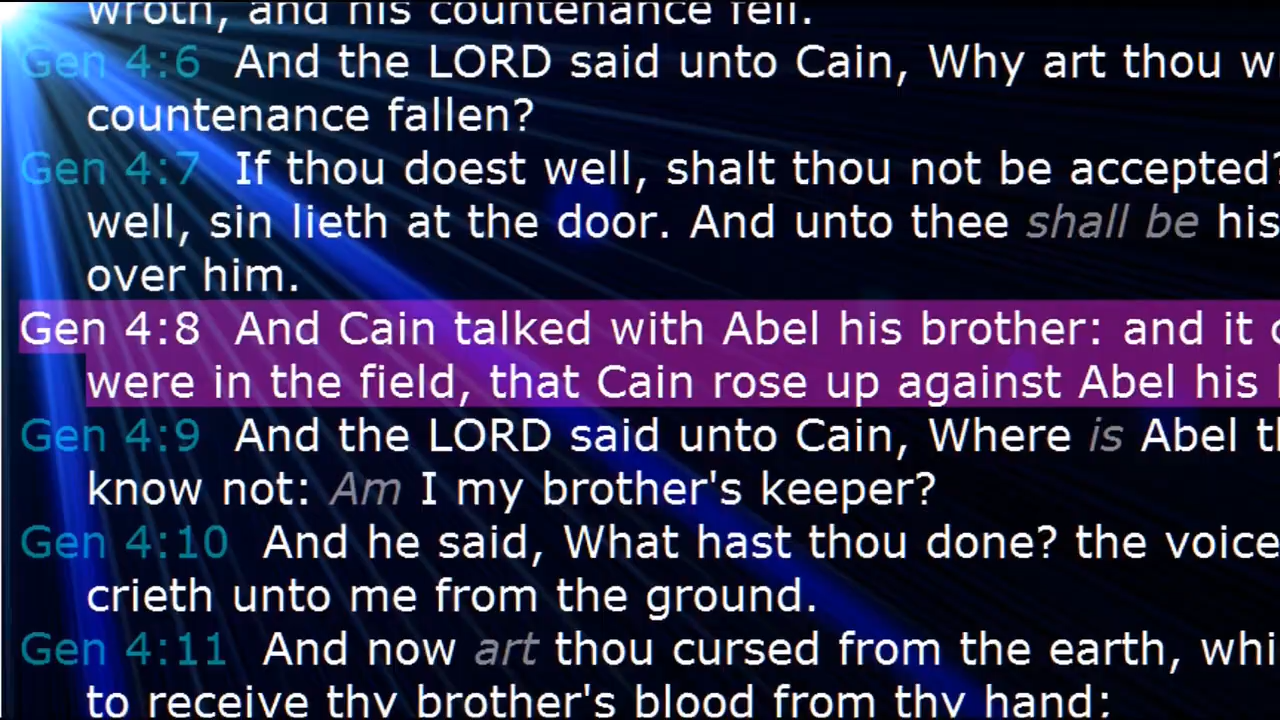 wroth, and his countenance fell.
Gen 4:6 And the LORD said unto Cain, Why art thou
countenance fallen?
Gen 4:7 If thou doest well, shalt thou not be accepted?
well, sin lieth at the door. And unto thee shall be his
over him.
Gen 4:8 And Cain talked with Abel his brother: and it
were in the field, that Cain rose up against Abel his
Gen 4:9 And the LORD said unto Cain, Where is Abel
know not: Am I my brother's keeper?
Gen 4:10 And he said, What hast thou done? the voice
crieth unto me from the ground.
Gen 4:11 And now art thou cursed from the earth,
to receive thy brother's blood from thy hand;